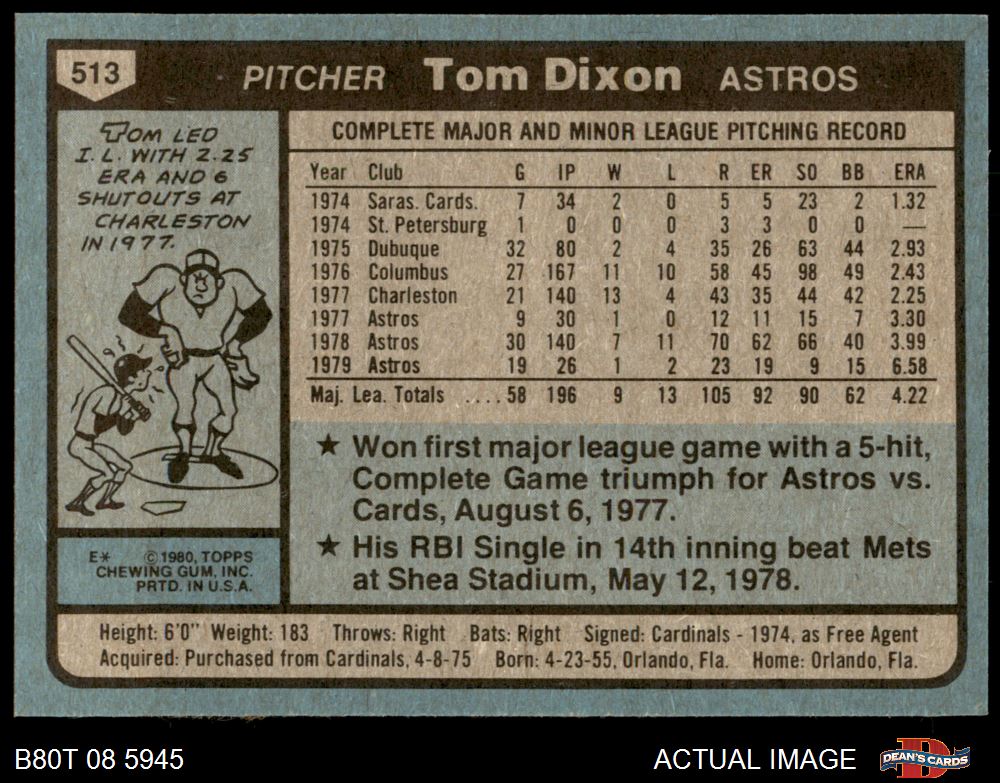 513 PITCHER Tom Dixon ASTROS
TOM LED
I. L. WITH 2.25
ERA AND 6
SHUTOUTS AT
CHARLESTON
IN 1977.
COMPLETE MAJOR AND MINOR LEAGUE PITCHING RECORD
Year Club G IP W L R ER SO BB ERA
1974 Saras. Cards. 7 34 2 0 5 5 23 2 1.32
1974 St. Petersburg 1 0 0 0 3 3 0 0 —
1975 Dubuque 32 80 2 4 35 26 63 44 2.93
1976 Columbus 27 167 11 10 58 45 98 49 2.43
1977 Charleston 21 140 13 4 43 35 44 42 2.25
1977 Astros 9 30 1 0 12 11 15 7 3.30
1978 Astros 30 140 7 11 70 62 66 40 3.99
1979 Astros 19 26 1 2 23 19 9 15 6.58
Maj. Lea. Totals .... 58 196 9 13 105 92 90 62 4.22
★ Won first major league game with a 5-hit,
Complete Game triumph for Astros vs.
Cards, August 6, 1977.
★ His RBI Single in 14th inning beat Mets
at Shea Stadium, May 12, 1978.
E* © 1980, TOPPS
CHEWING GUM, INC.
PRTD. IN U.S.A.
Height: 6'0" Weight: 183 Throws: Right Bats: Right Signed: Cardinals - 1974, as Free Agent
Acquired: Purchased from Cardinals, 4-8-75 Born: 4-23-55, Orlando, Fla. Home: Orlando, Fla.
B80T 08 5945 ACTUAL IMAGE DEAN'S CARDS